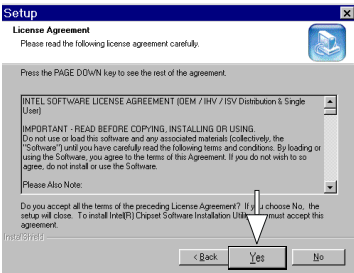 Setup
License Agreement
Please read the following license agreement carefully.
Press the PAGE DOWN key to see the rest of the agreement.
INTEL SOFTWARE LICENSE AGREEMENT (OEM / IHV / ISV Distribution & Single
User)
IMPORTANT - READ BEFORE COPYING, INSTALLING OR USING.
Do not use or load this software and any associated materials (collectively, the
"Software") until you have carefully read the following terms and conditions. By loading or
using the Software, you agree to the terms of this Agreement. If you do not wish to so
agree, do not install or use the Software.
Please Also Note:
Do you accept all the terms of the preceding License Agreement? If you choose No, the
setup will close. To install Intel(R) Chipset Software Installation must accept this
agreement.
InstallShield
< Back
Yes
No